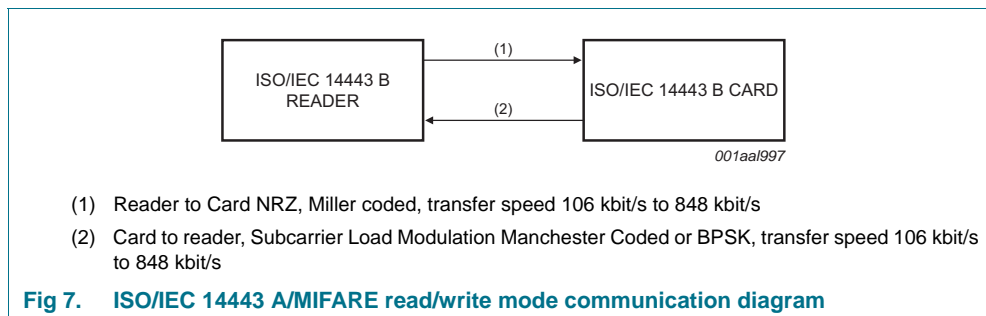 (1)
ISO/IEC 14443 B
READER
ISO/IEC 14443 B CARD
(2)
001aal997
(1) Reader to Card NRZ, Miller coded, transfer speed 106 kbit/s to 848 kbit/s
(2) Card to reader, Subcarrier Load Modulation Manchester Coded or BPSK, transfer speed 106 kbit/s
to 848 kbit/s
Fig 7. ISO/IEC 14443 A/MIFARE read/write mode communication diagram